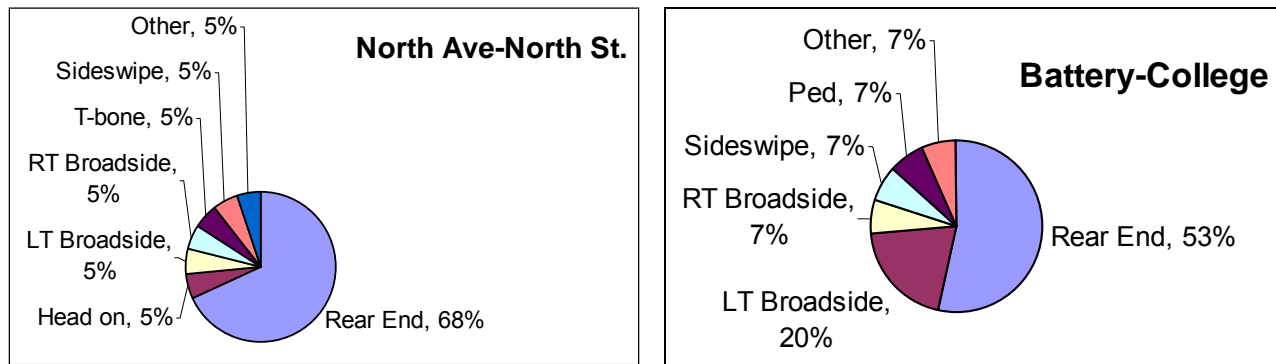 North Ave-North St.
Other, 5%
Sideswipe, 5%
T-bone, 5%
RT Broadside,
5%
LT Broadside,
5%
Head on, 5%
Rear End, 68%
Battery-College
Other, 7%
Ped, 7%
Sideswipe, 7%
RT Broadside,
7%
Rear End, 53%
LT Broadside,
20%